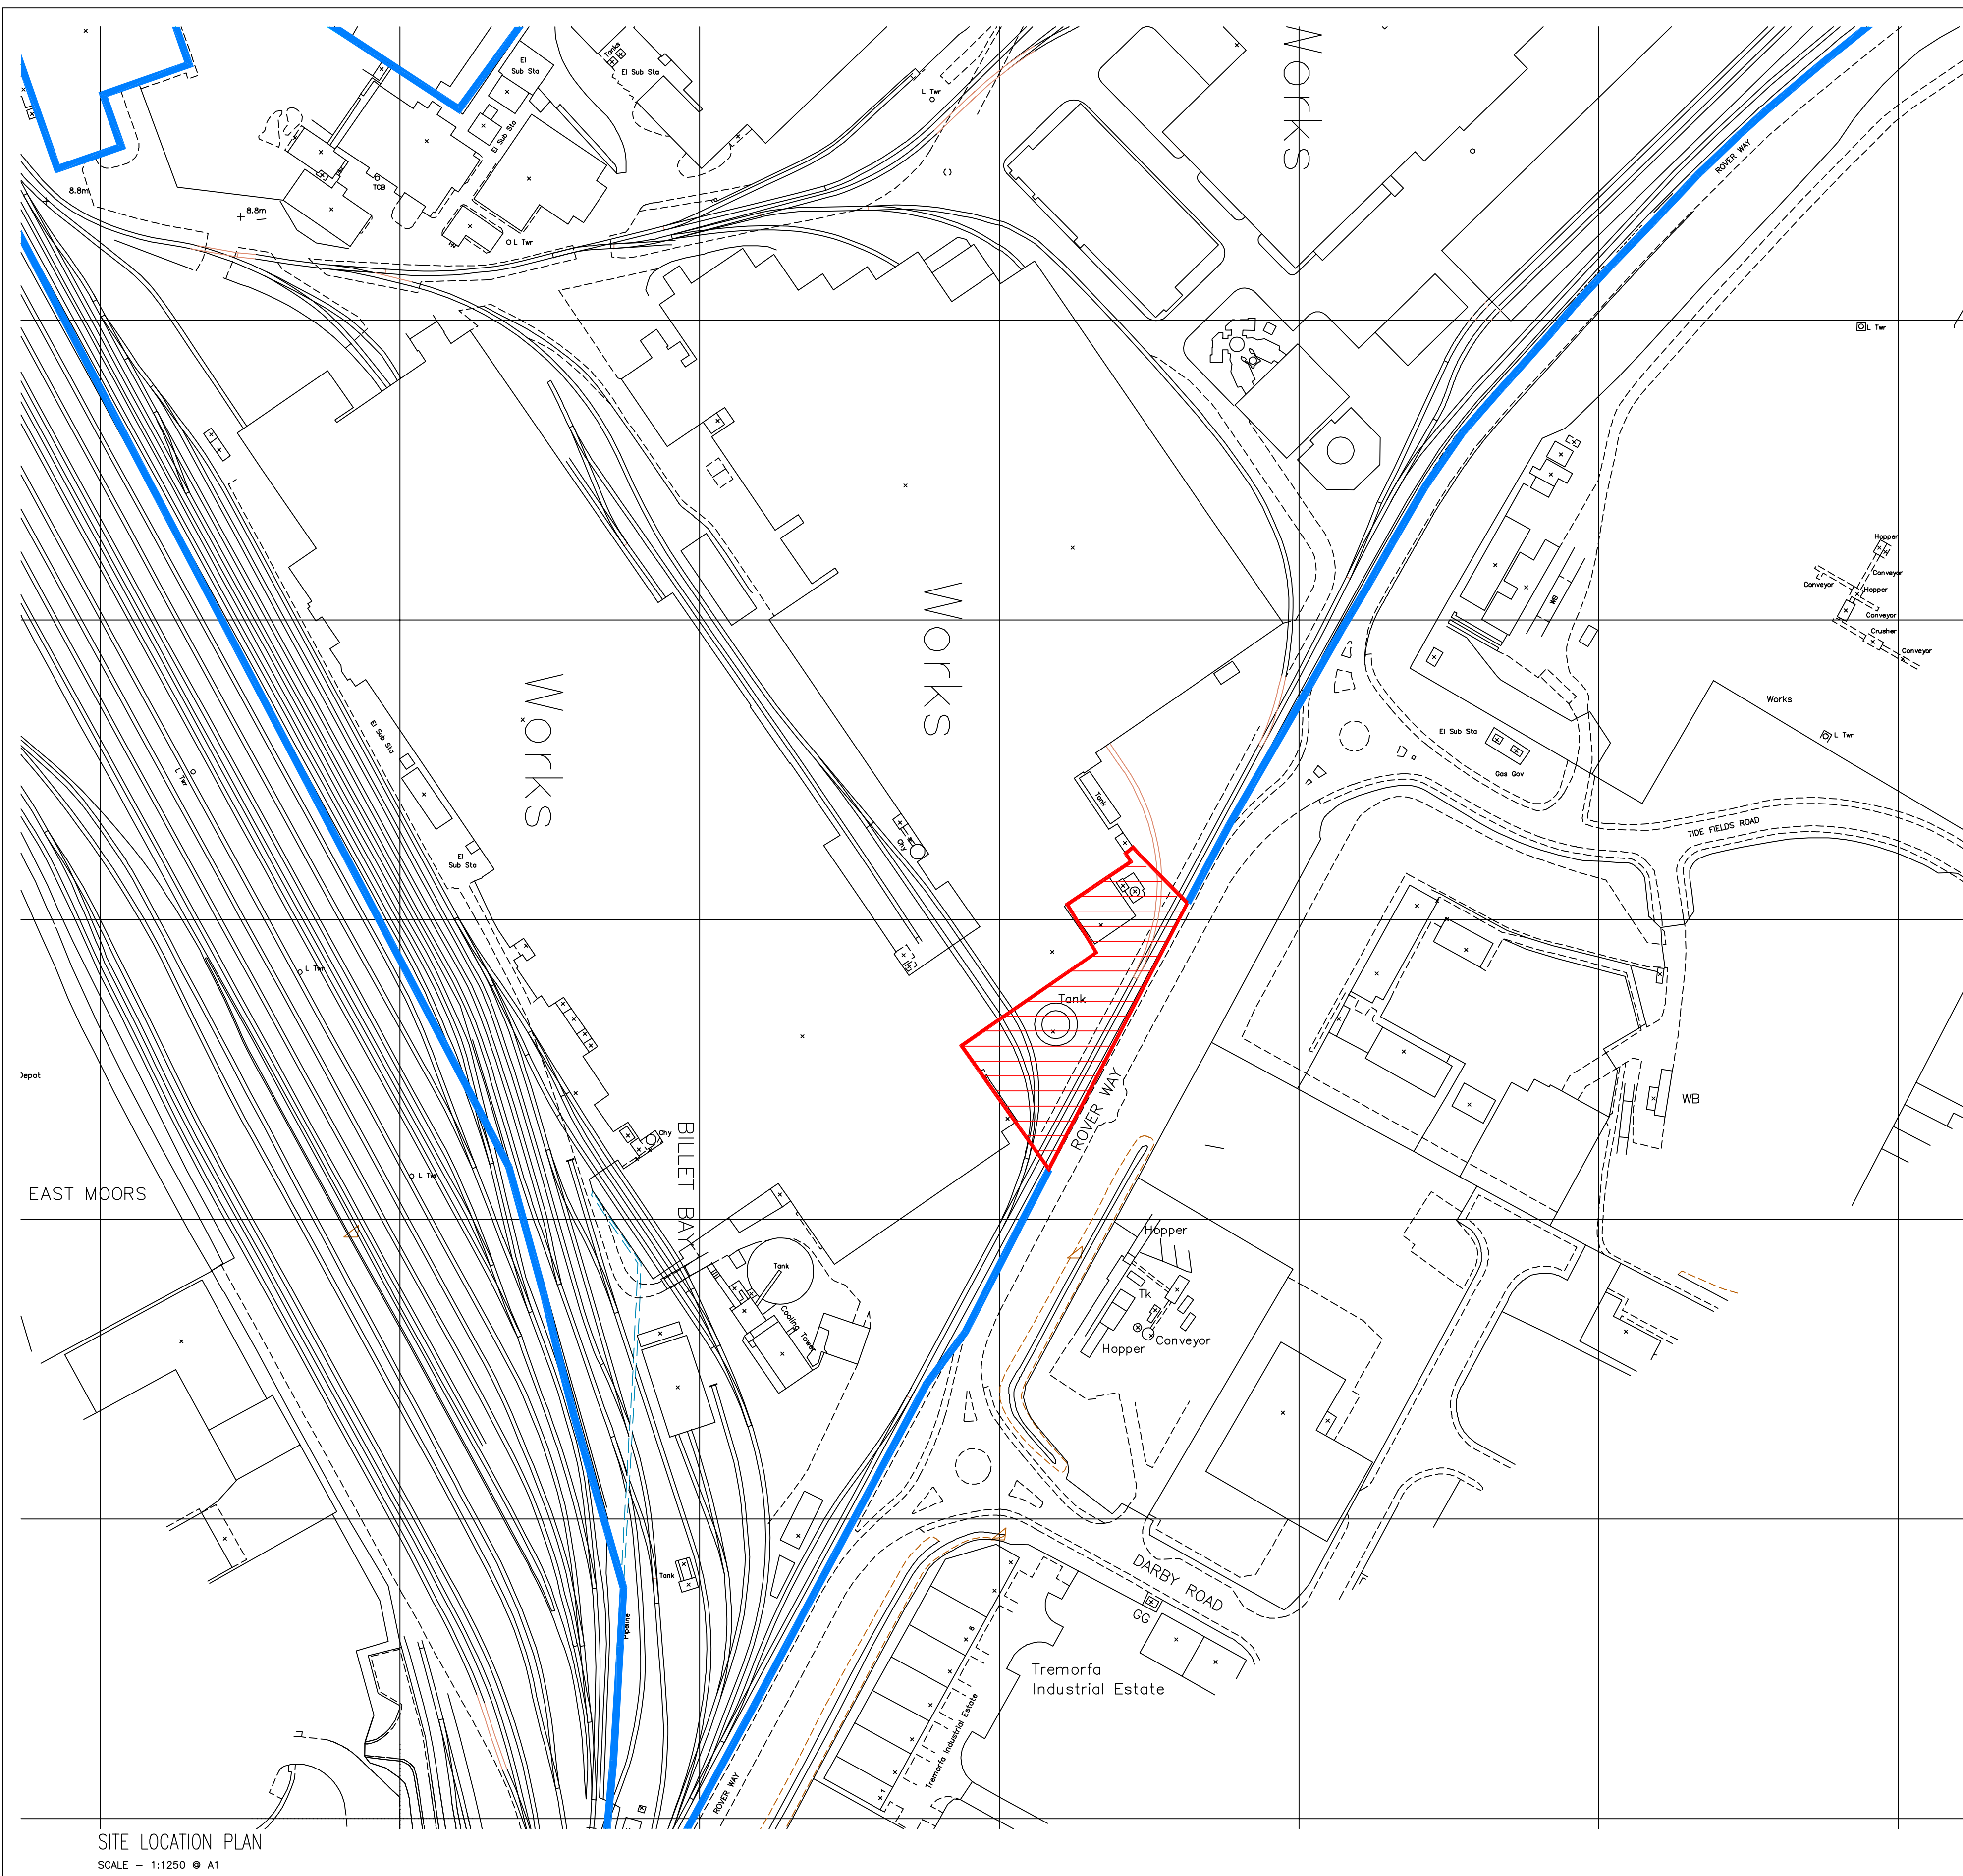 Works
Tanks
El
Sub Sta
El Sub Sta
El Sub Sta
L Twr
TCB
8.8m
8.8m
L Twr
ROVER WAY
L Twr
Hopper
Conveyor
Conveyor
Hopper
Conveyor
Crusher
Conveyor
WB
Works
Works
El Sub Sta
L Twr
El
Sub Sta
Chy
Tank
El Sub Sta
Gas Gov
Works
L Twr
TIDE FIELDS ROAD
L Twr
Tank
Depot
ROVER WAY
WB
BILLET BAY
Chy
L Twr
EAST MOORS
Tank
Cooling Tower
Hopper
Tk
Conveyor
Hopper
Tank
Pipeline
DARBY ROAD
GG
6
Tremorfa
Industrial Estate
Tremorfa Industrial Estate
1
ROVER WAY
SITE LOCATION PLAN
SCALE - 1:1250 @ A1